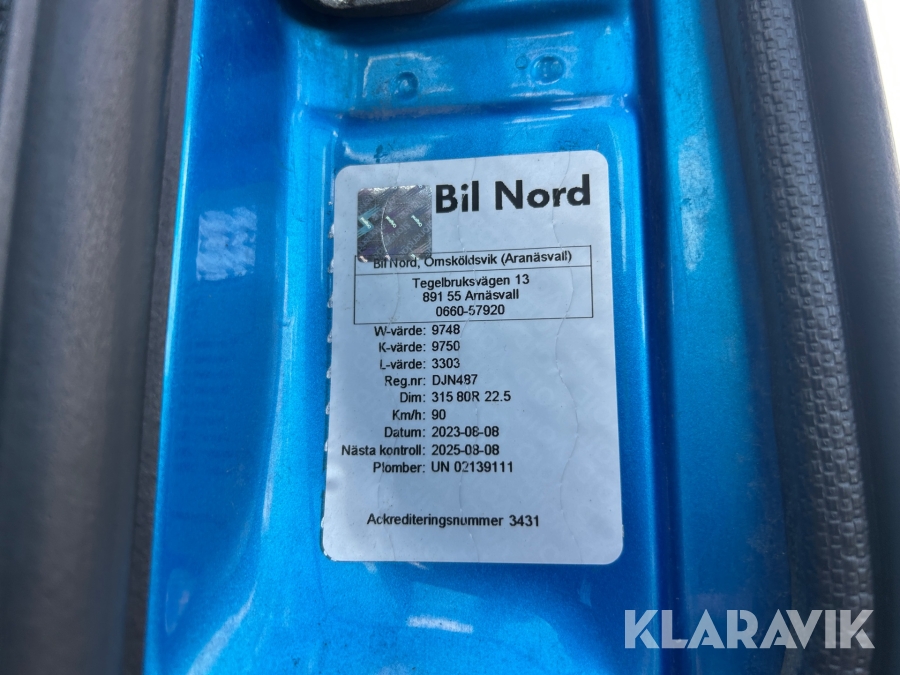 KLARAVIK
Bil Nord
Bil Nord, Ömsköldsvik (Aranäsvall)
Tegelbruksvägen 13
891 55 Arnäsvall
0660-57920
W-värde: 9748
K-värde: 9750
L-värde: 3303
Reg.nr: DJN487
Dim: 315 80R 22.5
Km/h: 90
Datum: 2023-08-08
Nästa kontroll: 2025-08-08
Plomber: UN 02139111
Ackrediteringsnummer 3431
KLARAVIK